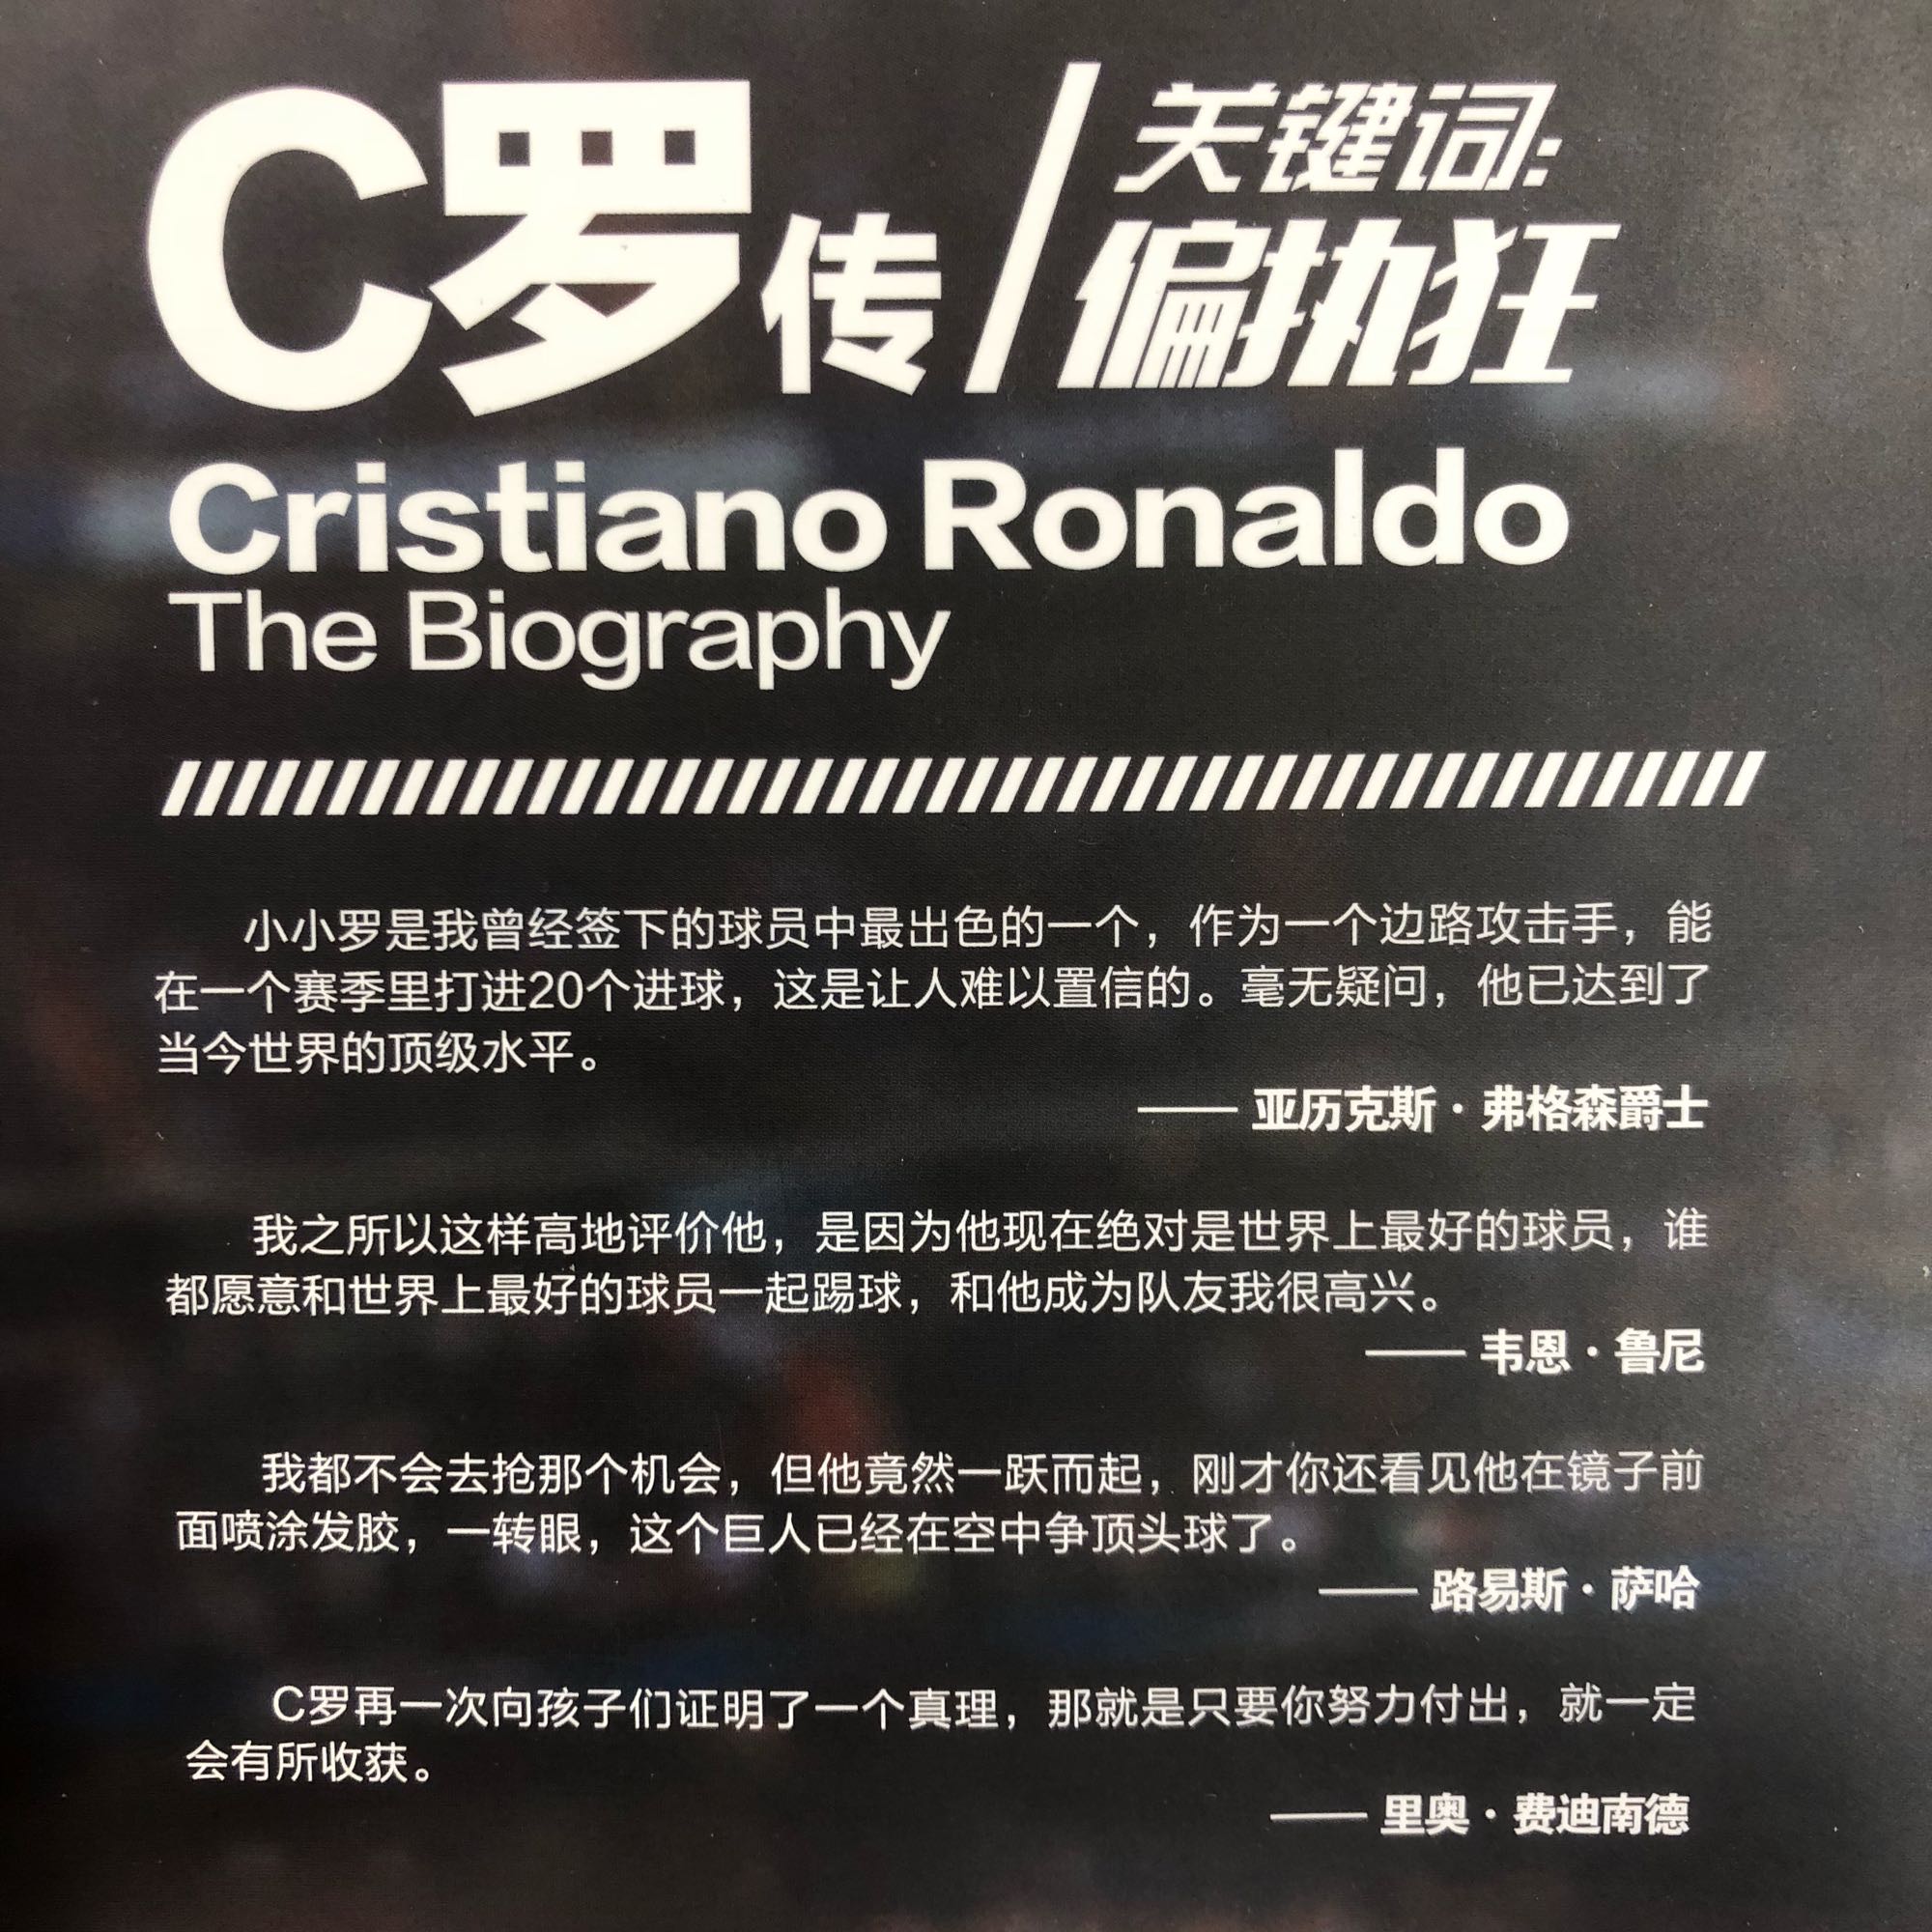 C罗传/关键词:
偏执狂
Cristiano Ronaldo
The Biography
小小罗是我曾经签下的球员中最出色的一个，作为一个边路攻击手，能
在一个赛季里打进20个进球，这是让人难以置信的。毫无疑问，他已达到了
当今世界的顶级水平。
—— 亚历克斯·弗格森爵士
我之所以这样高地评价他，是因为他现在绝对是世界上最好的球员，谁
都愿意和世界上最好的球员一起踢球，和他成为队友我很高兴。
—— 韦恩·鲁尼
我都不会去抢那个机会，但他竟然一跃而起，刚才你还看见他在镜子前
面喷涂发胶，一转眼，这个巨人已经在空中争顶头球了。
—— 路易斯·萨哈
C罗再一次向孩子们证明了一个真理，那就是只要你努力付出，就一定
会有所收获。
—— 里奥·费迪南德